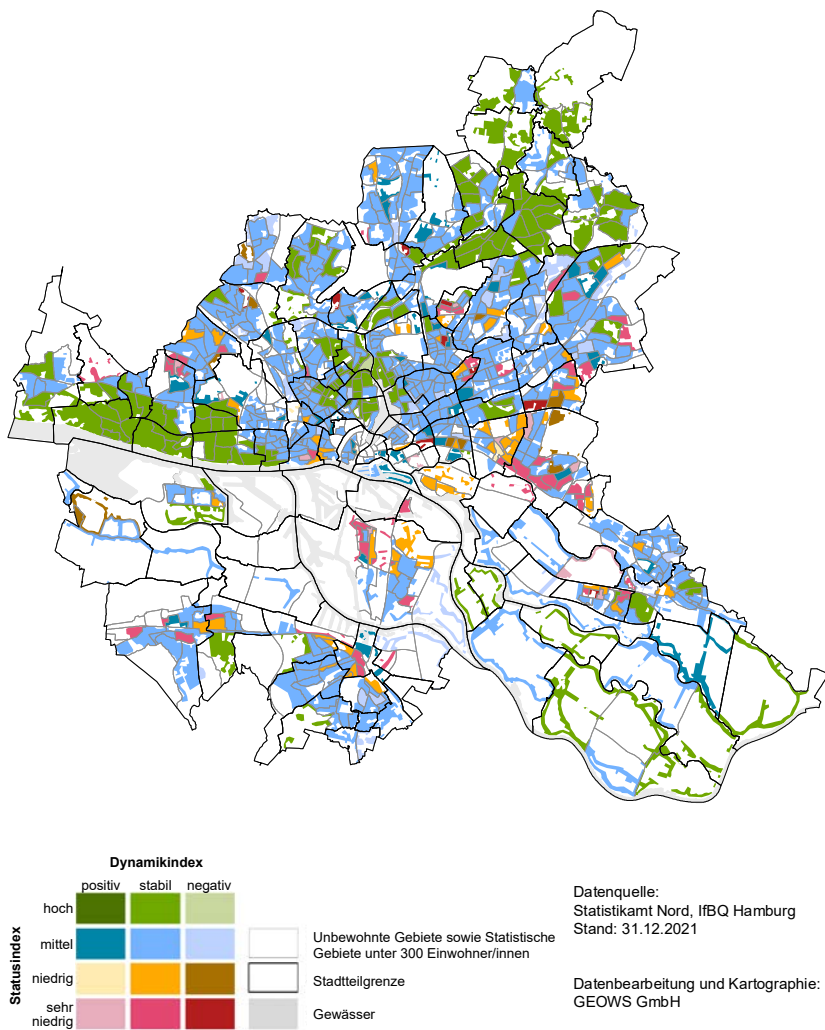 Dynamikindex
positiv stabil negativ
Statusindex
hoch
mittel
niedrig
sehr
niedrig
Unbewohnte Gebiete sowie Statistische
Gebiete unter 300 Einwohner/innen
Stadtteilgrenze
Gewässer
Datenquelle:
Statistikamt Nord, IfBQ Hamburg
Stand: 31.12.2021
Datenbearbeitung und Kartographie:
GEOWS GmbH